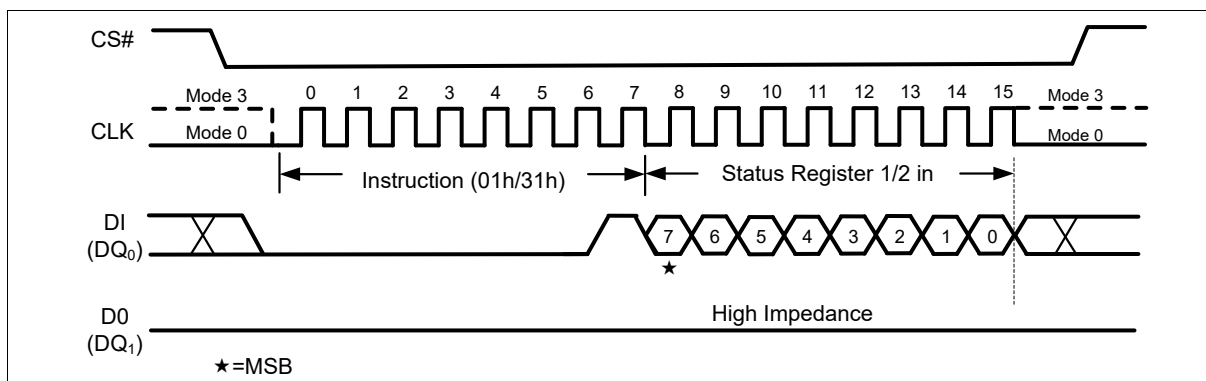 CS#
Mode 3 0 1 2 3 4 5 6 7 8 9 10 11 12 13 14 15 Mode 3
CLK Mode 0 Mode 0
Instruction (01h/31h) Status Register 1/2 in
DI
(DQ₀) 7 6 5 4 3 2 1 0
★
High Impedance
D0
(DQ₁)
★=MSB